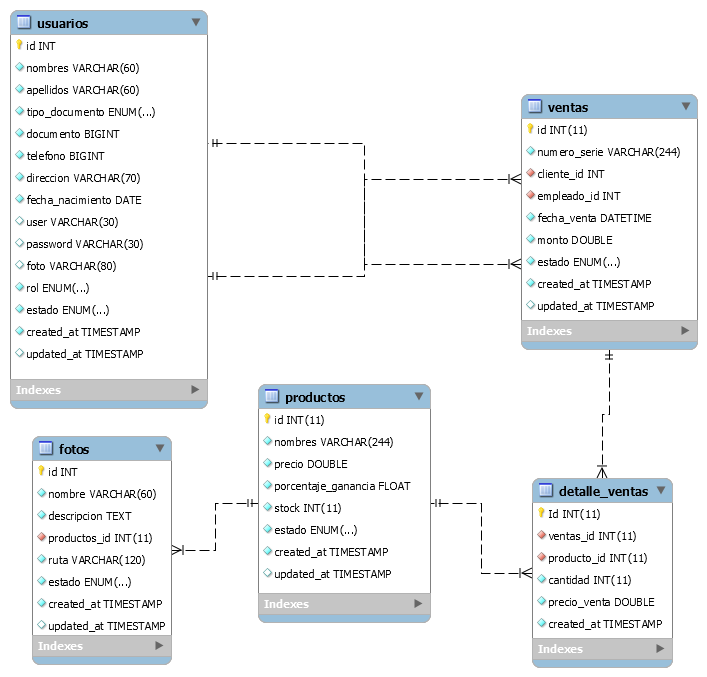 usuarios
id INT
nombres VARCHAR(60)
apellidos VARCHAR(60)
tipo_documento ENUM(...)
documento BIGINT
telefono BIGINT
direccion VARCHAR(70)
fecha_nacimiento DATE
user VARCHAR(30)
password VARCHAR(30)
foto VARCHAR(80)
rol ENUM(...)
estado ENUM(...)
created_at TIMESTAMP
updated_at TIMESTAMP
Indexes
ventas
id INT(11)
numero_serie VARCHAR(244)
cliente_id INT
empleado_id INT
fecha_venta DATETIME
monto DOUBLE
estado ENUM(...)
created_at TIMESTAMP
updated_at TIMESTAMP
Indexes
productos
id INT(11)
nombres VARCHAR(244)
precio DOUBLE
porcentaje_ganancia FLOAT
stock INT(11)
estado ENUM(...)
created_at TIMESTAMP
updated_at TIMESTAMP
Indexes
fotos
id INT
nombre VARCHAR(60)
descripcion TEXT
productos_id INT(11)
ruta VARCHAR(120)
estado ENUM(...)
created_at TIMESTAMP
updated_at TIMESTAMP
Indexes
detalle_ventas
Id INT(11)
ventas_id INT(11)
producto_id INT(11)
cantidad INT(11)
precio_venta DOUBLE
created_at TIMESTAMP
Indexes